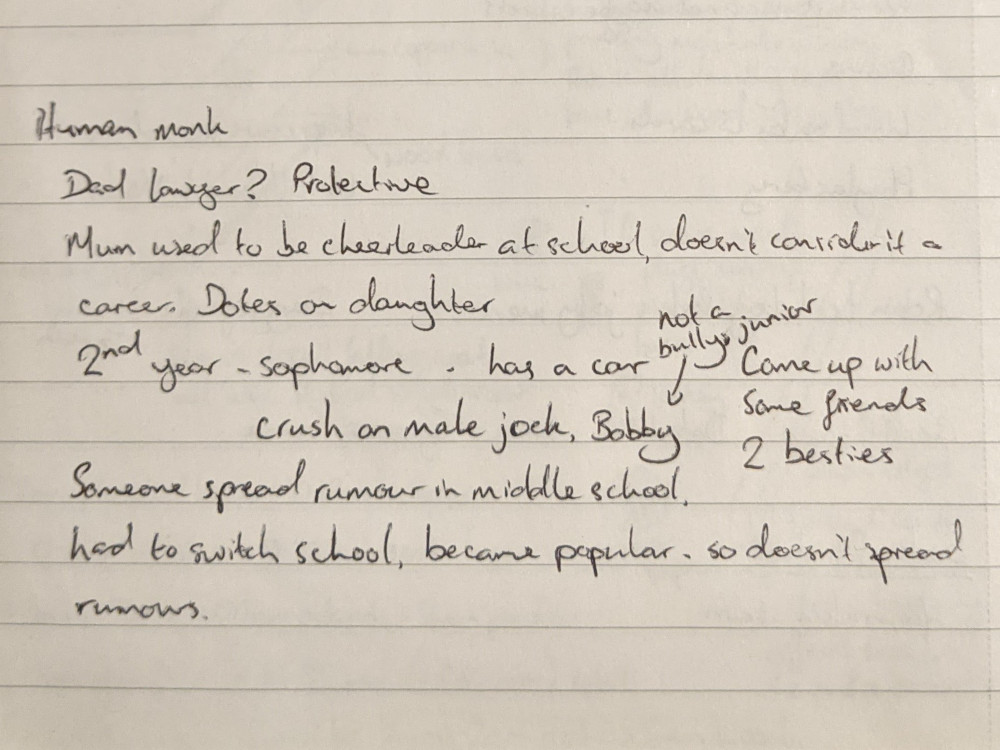 Human monk
Dad lawyer? Protective
Mum used to be cheerleader at school, doesn't consider it a
career. Dotes on daughter
2nd year - sophomore. has a car
not a
bully, junior
crush on male jock, Bobby
Come up with
some friends
2 besties
Someone spread rumour in middle school,
had to switch school, became popular. so doesn't spread
rumours.